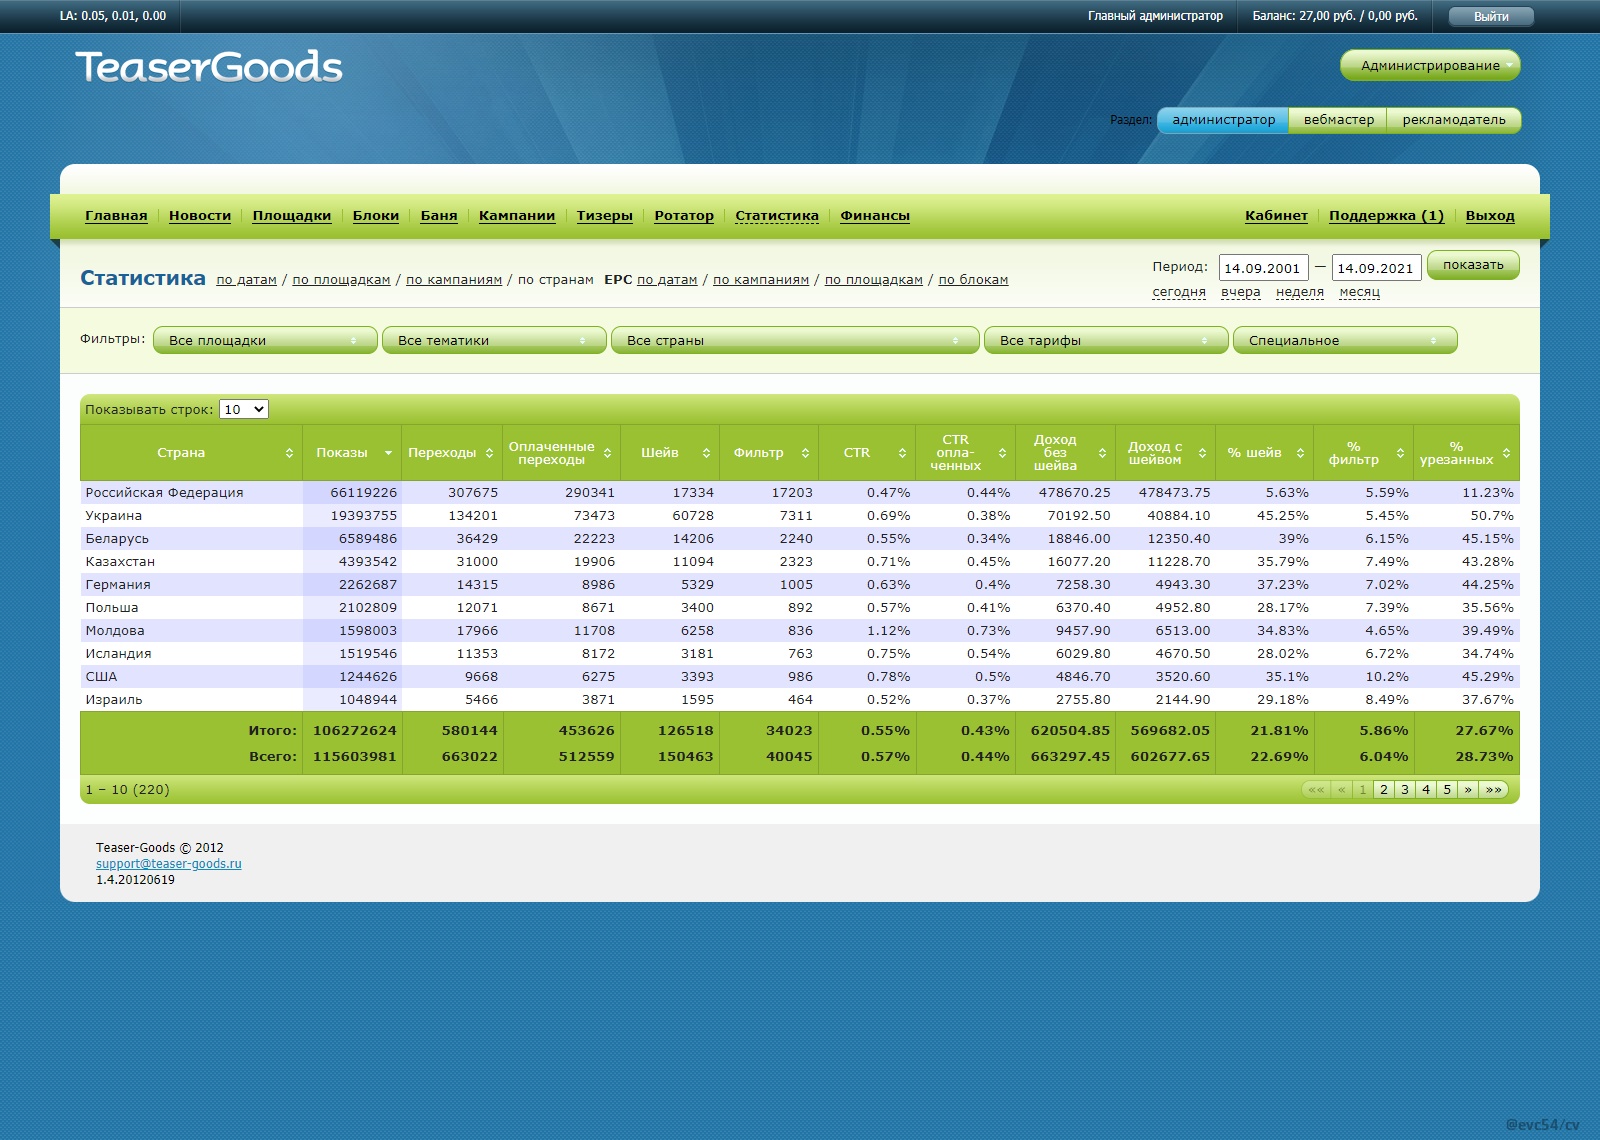 LA: 0.05, 0.01, 0.00 Главный администратор Баланс: 27,00 руб. / 0,00 руб. Выйти
TeaserGoods
Администрирование
Раздел: администратор вебмастер рекламодатель
Главная Новости Площадки Блоки Баня Кампании Тизеры Ротатор Статистика Финансы Кабинет Поддержка (1) Выход
Статистика по датам / по площадкам / по кампаниям / по странам EPC по датам / по кампаниям / по площадкам / по блокам
Период: 14.09.2001 — 14.09.2021 показать
сегодня вчера неделя месяц
Фильтры: Все площадки Все тематики Все страны Все тарифы Специальное
Показывать строк: 10
Страна Показы Переходы Оплаченные переходы Шейв Фильтр CTR CTR опла-ченных Доход без шейва Доход с шейвом % шейв % фильтр % урезанных
Российская Федерация 66119226 307675 290341 17334 17203 0.47% 0.44% 478670.25 478473.75 5.63% 5.59% 11.23%
Украина 19393755 134201 73473 60728 7311 0.69% 0.38% 70192.50 40884.10 45.25% 5.45% 50.7%
Беларусь 6589486 36429 22223 14206 2240 0.55% 0.34% 18846.00 12350.40 39% 6.15% 45.15%
Казахстан 4393542 31000 19906 11094 2323 0.71% 0.45% 16077.20 11228.70 35.79% 7.49% 43.28%
Германия 2262687 14315 8986 5329 1005 0.63% 0.4% 7258.30 4943.30 37.23% 7.02% 44.25%
Польша 2102809 12071 8671 3400 892 0.57% 0.41% 6370.40 4952.80 28.17% 7.39% 35.56%
Молдова 1598003 17966 11708 6258 836 1.12% 0.73% 9457.90 6513.00 34.83% 4.65% 39.49%
Исландия 1519546 11353 8172 3181 763 0.75% 0.54% 6029.80 4670.50 28.02% 6.72% 34.74%
США 1244626 9668 6275 3393 986 0.78% 0.5% 4846.70 3520.60 35.1% 10.2% 45.29%
Израиль 1048944 5466 3871 1595 464 0.52% 0.37% 2755.80 2144.90 29.18% 8.49% 37.67%
Итого: 106272624 580144 453626 126518 34023 0.55% 0.43% 620504.85 569682.05 21.81% 5.86% 27.67%
Всего: 115603981 663022 512559 150463 40045 0.57% 0.44% 663297.45 602677.65 22.69% 6.04% 28.73%
1 – 10 (220) «« « 1 2 3 4 5 » »»
Teaser-Goods © 2012
support@teaser-goods.ru
1.4.20120619
@evc54/cv